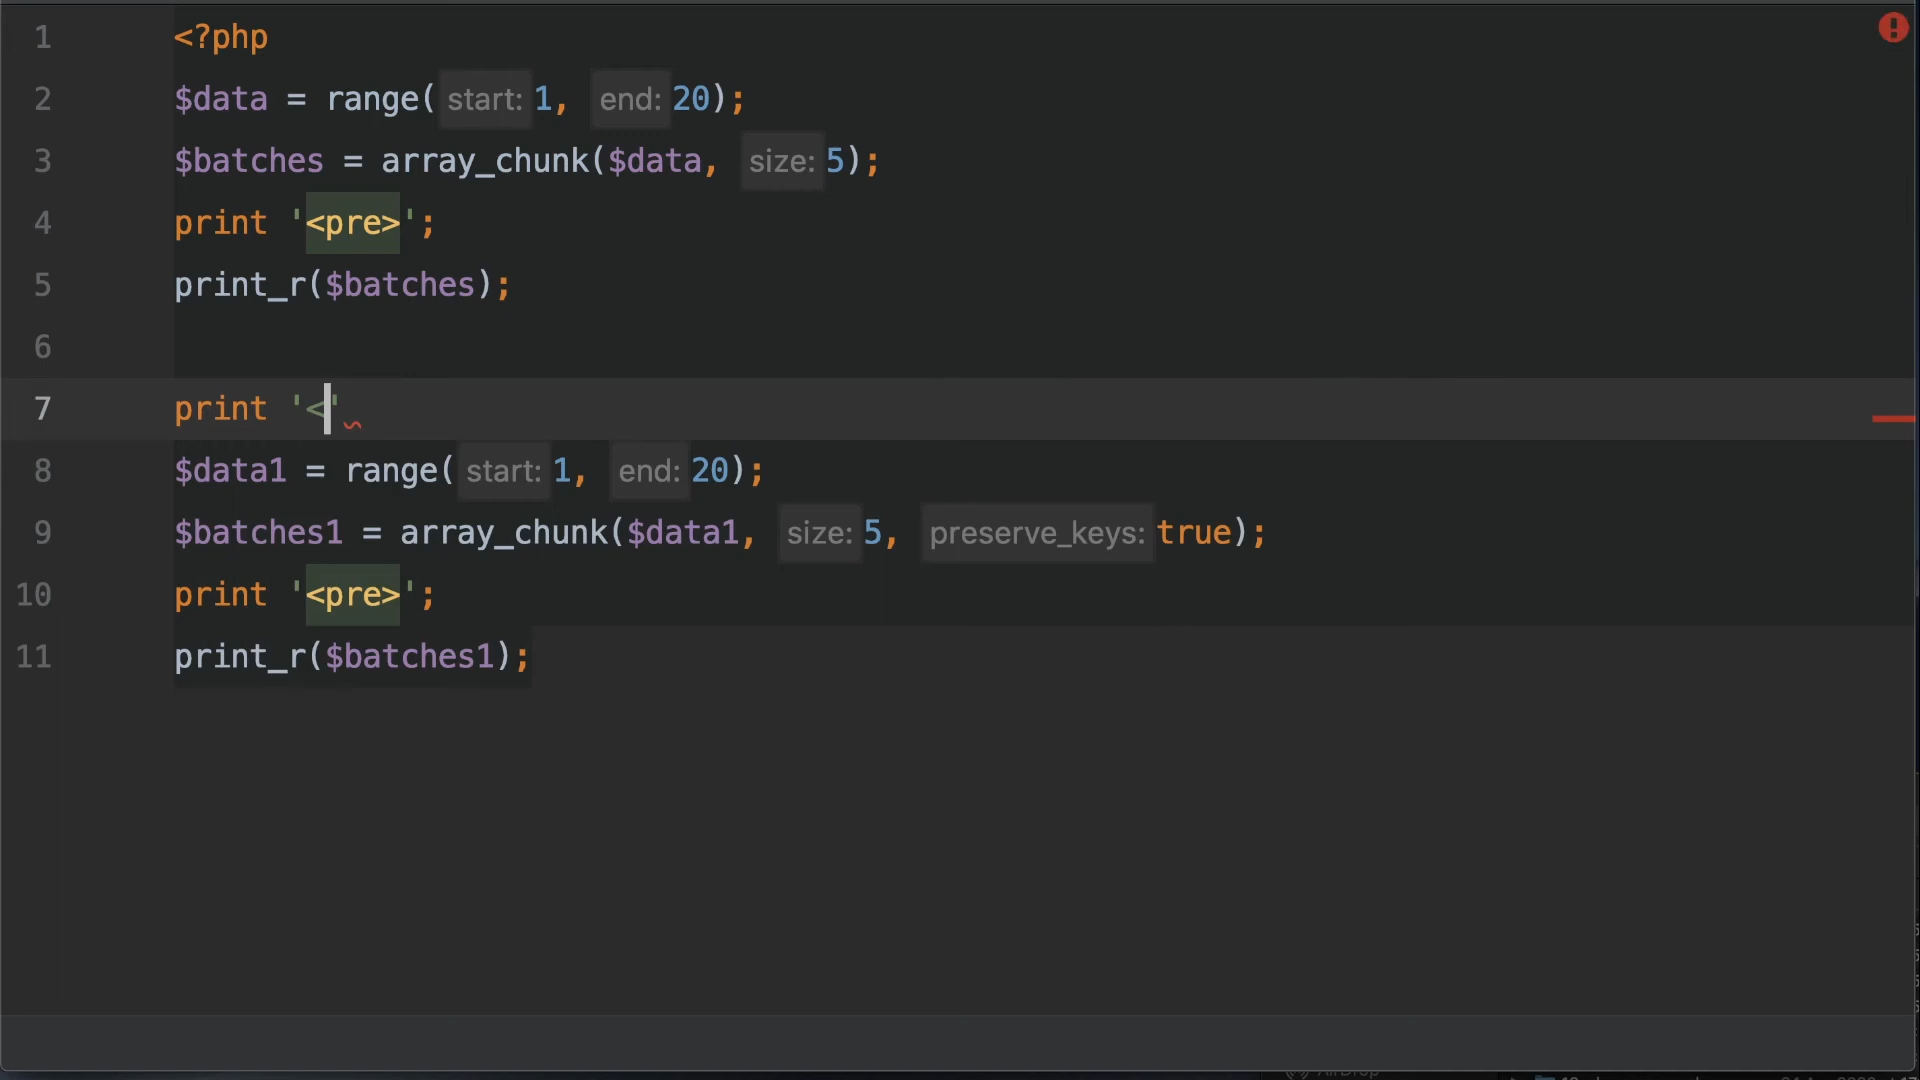 1 <?php
2 $data = range( start: 1, end: 20);
3 $batches = array_chunk($data, size: 5);
4 print '<pre>';
5 print_r($batches);
6
7 print '<'
8 $data1 = range( start: 1, end: 20);
9 $batches1 = array_chunk($data1, size: 5, preserve_keys: true);
10 print '<pre>';
11 print_r($batches1);